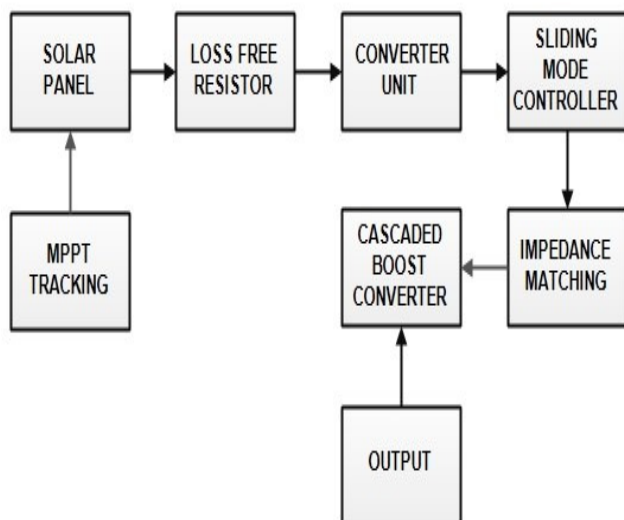 SOLAR
PANEL
LOSS FREE
RESISTOR
CONVERTER
UNIT
SLIDING
MODE
CONTROLLER
MPPT
TRACKING
CASCADED
BOOST
CONVERTER
IMPEDANCE
MATCHING
OUTPUT